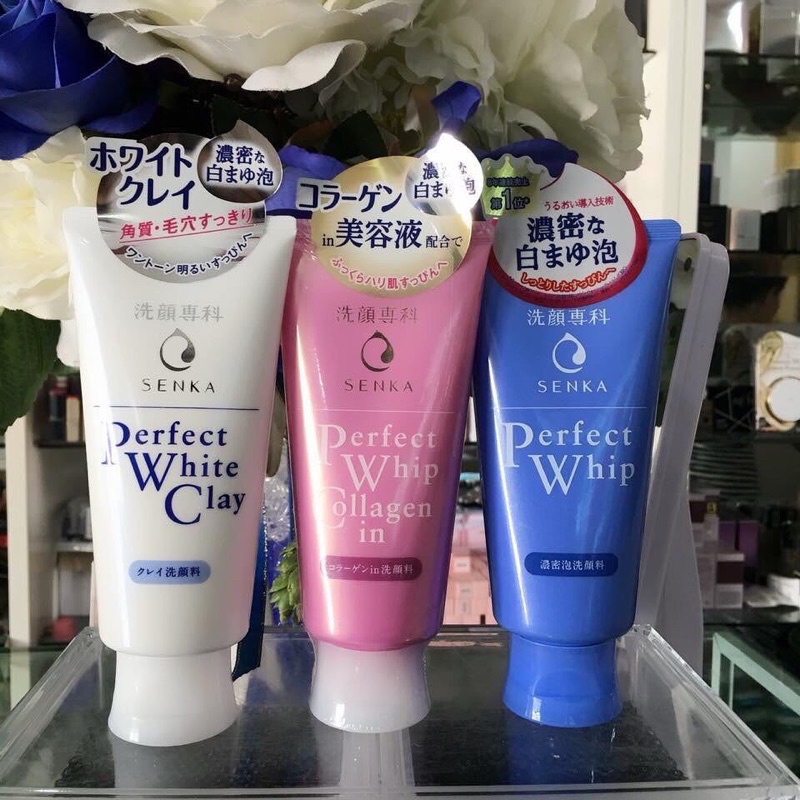 ホワイト
クレイ
濃密な
白まゆ泡
角質・毛穴すっきり
ワントーン明るいすっぴんへ
洗顔専科
SENKA
Perfect
White
Clay
クレイ洗顔料
コラーゲン
in美容液配合で
濃密な
白まゆ泡
ふっくらハリ肌すっぴんへ
洗顔専科
SENKA
Perfect
Whip
Collagen
in
コラーゲンin洗顔料
第1位
うるおい導入技術
濃密な
白まゆ泡
しっとりしたすっぴんへ
洗顔専科
SENKA
Perfect
Whip
濃密泡洗顔料